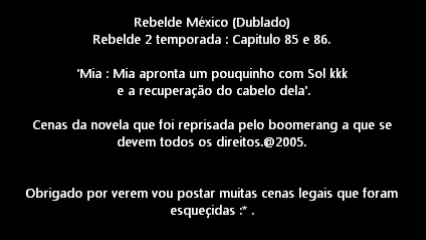 Rebelde México (Dublado)
Rebelde 2 temporada : Capitulo 85 e 86.
'Mia : Mia apronta um pouquinho com Sol kkk
e a recuperação do cabelo dela'.
Cenas da novela que foi reprisada pelo boomerang a que se
devem todos os direitos.@2005.
Obrigado por verem vou postar muitas cenas legais que foram
esqueçidas :* .